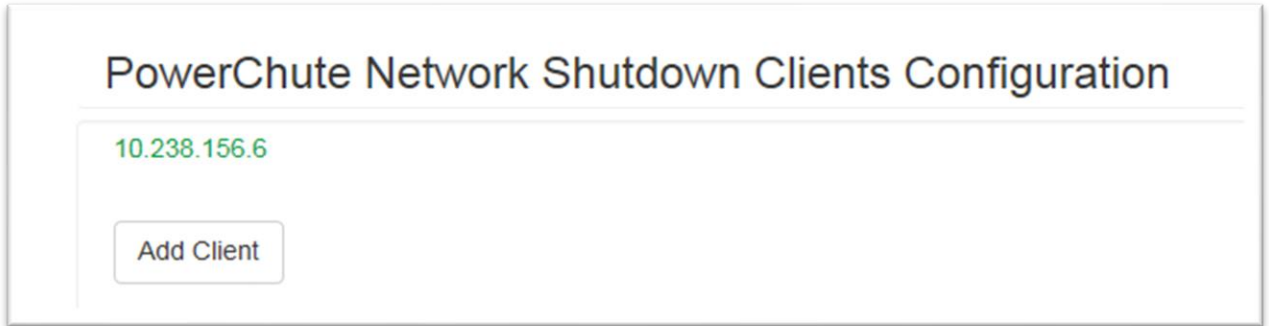 PowerChute Network Shutdown Clients Configuration
10.238.156.6
Add Client